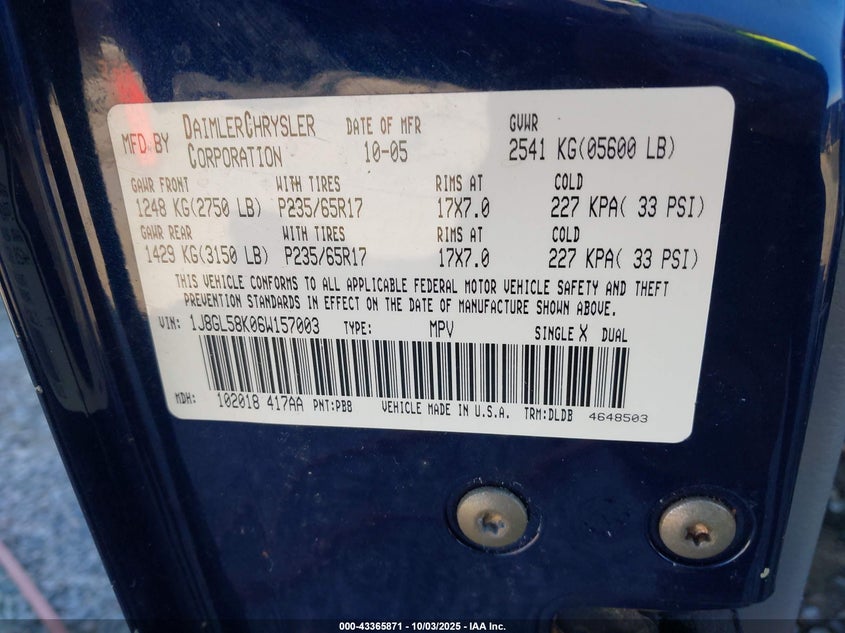 MFD BY DAIMLERCHRYSLER CORPORATION DATE OF MFR 10-05 GVWR 2541 KG(05600 LB)
GAWR FRONT WITH TIRES RIMS AT COLD
1248 KG(2750 LB) P235/65R17 17X7.0 227 KPA( 33 PSI)
GAWR REAR WITH TIRES RIMS AT COLD
1429 KG(3150 LB) P235/65R17 17X7.0 227 KPA( 33 PSI)
THIS VEHICLE CONFORMS TO ALL APPLICABLE FEDERAL MOTOR VEHICLE SAFETY AND THEFT
PREVENTION STANDARDS IN EFFECT ON THE DATE OF MANUFACTURE SHOWN ABOVE.
VIN: 1J8GL58K06W157003 TYPE: MPV SINGLE X DUAL
MDH: 102018 417AA PNT:PB8 VEHICLE MADE IN U.S.A. TRM:DLDB 4648503
000-43365871 | 10/03/2025 - IAA Inc.